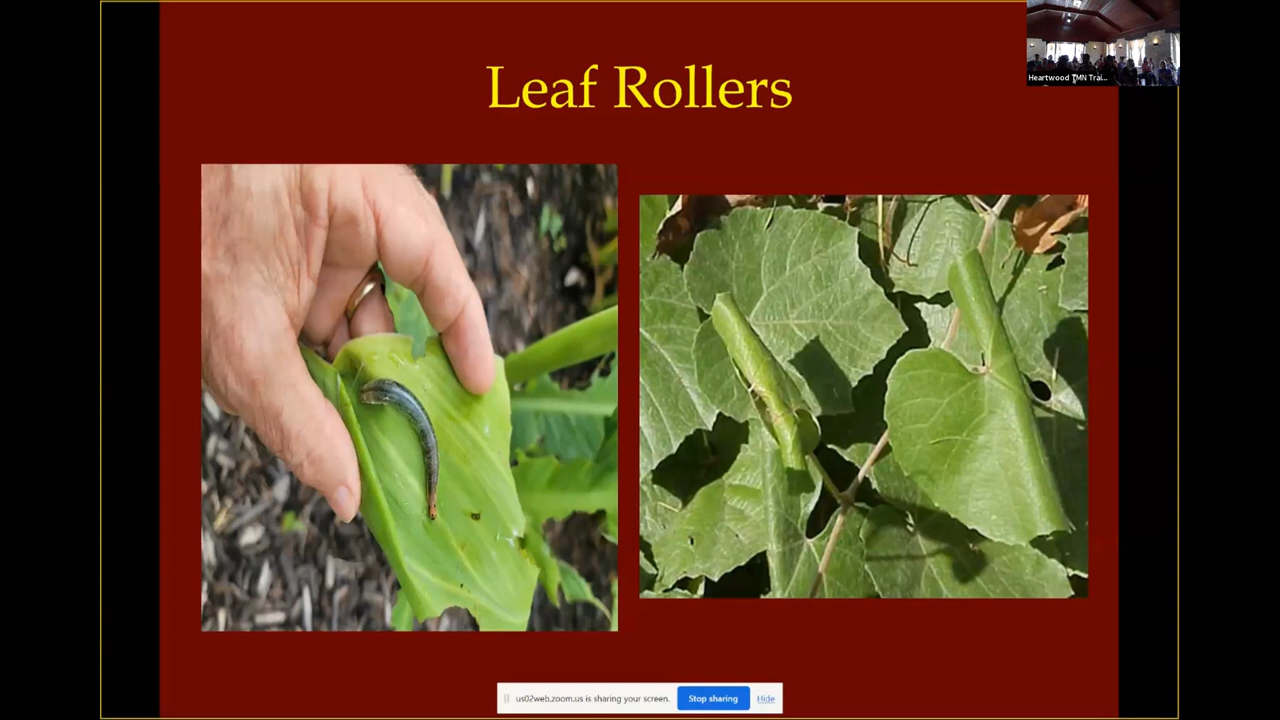 Leaf Rollers
Heartwood TMN Trai...
us02web.zoom.us is sharing your screen.
Stop sharing
Hide